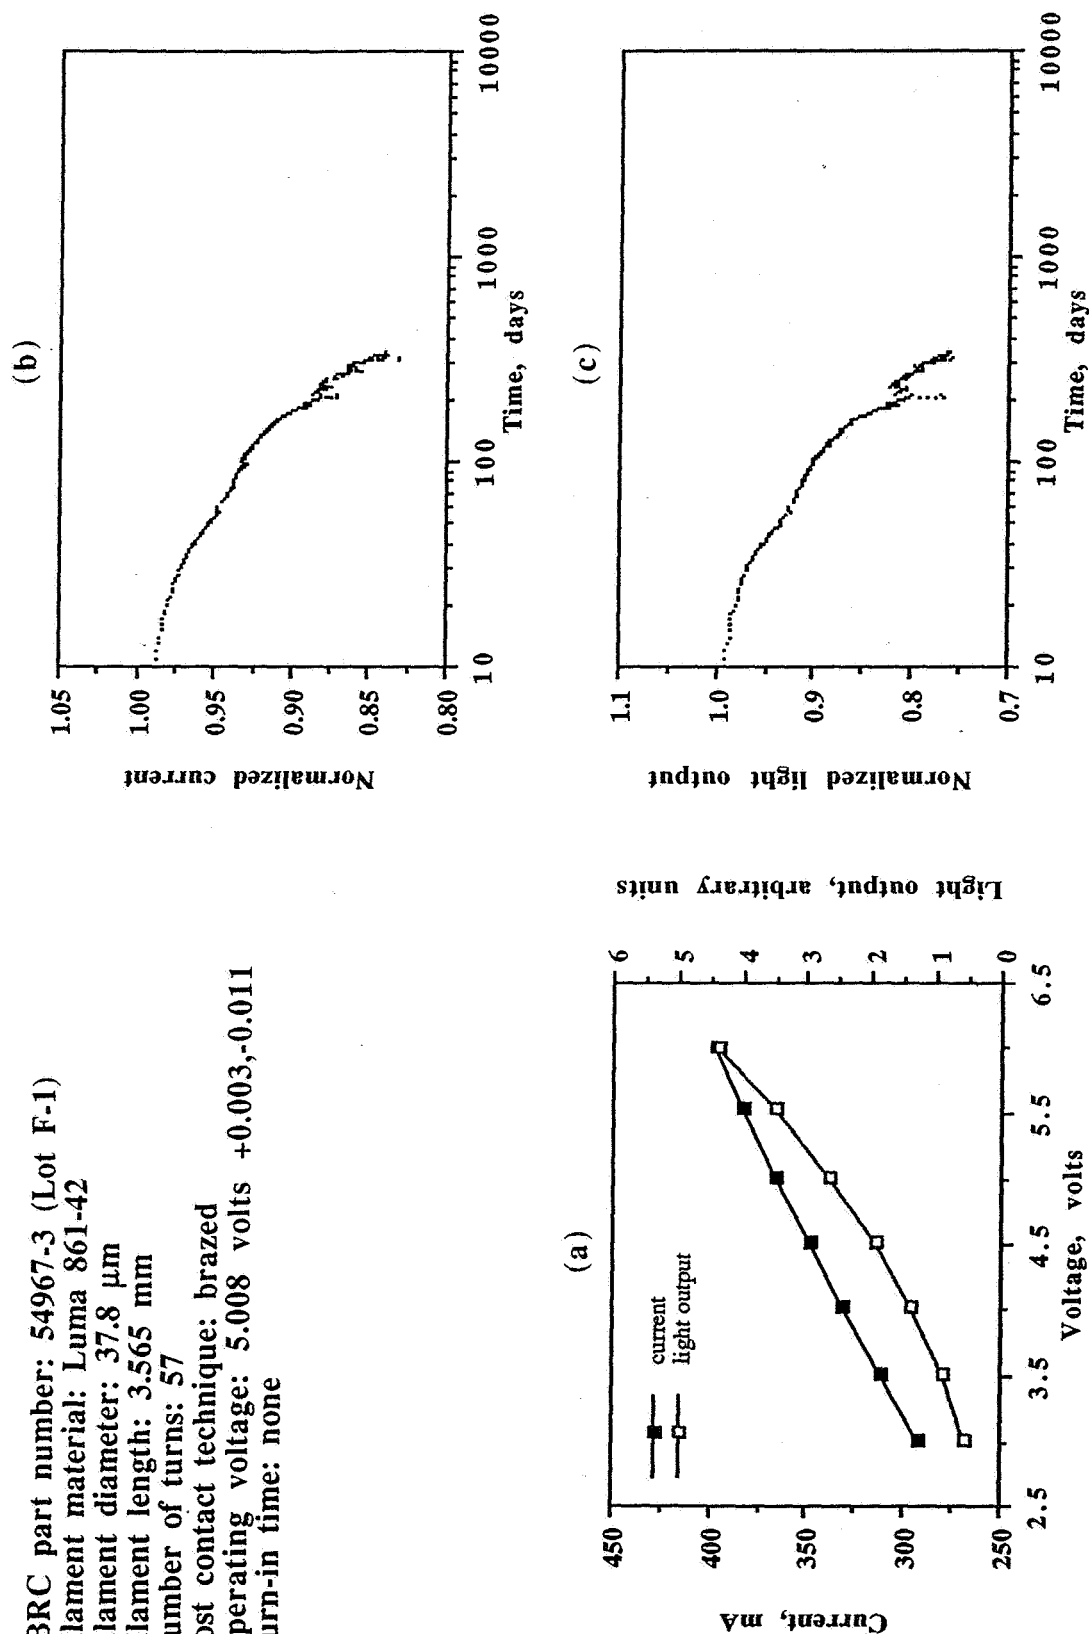 BRC part number: 54967-3 (Lot F-1)
lament material: Luma 861-42
lament diameter: 37.8 µm
lament length: 3.565 mm
umber of turns: 57
ost contact technique: brazed
perating voltage: 5.008 volts +0.003,-0.011
urn-in time: none
(a)
current
light output
450
400
350
300
250
Current, mA
6
5
4
3
2
1
0
Light output, arbitrary units
2.5
3.5
4.5
5.5
6.5
Voltage, volts
(b)
1.05
1.00
0.95
0.90
0.85
0.80
Normalized current
10
100
1000
10000
Time, days
(c)
1.1
1.0
0.9
0.8
0.7
Normalized light output
10
100
1000
10000
Time, days